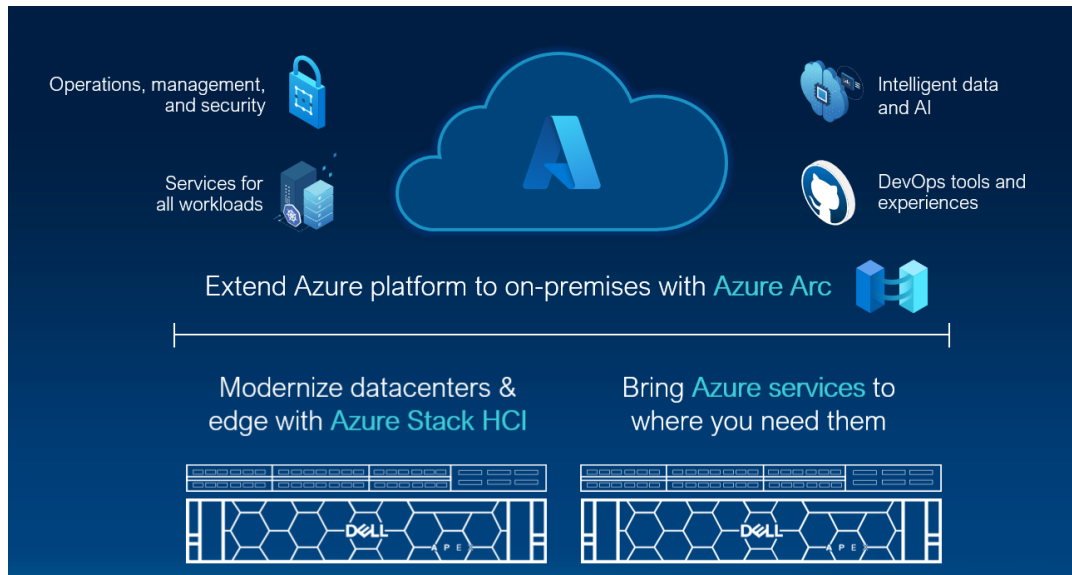 Operations, management,
and security
Intelligent data
and AI
Services for
all workloads
DevOps tools and
experiences
Extend Azure platform to on-premises with Azure Arc
Modernize datacenters &
edge with Azure Stack HCI
Bring Azure services to
where you need them
DELL
APEX
DELL
APEX